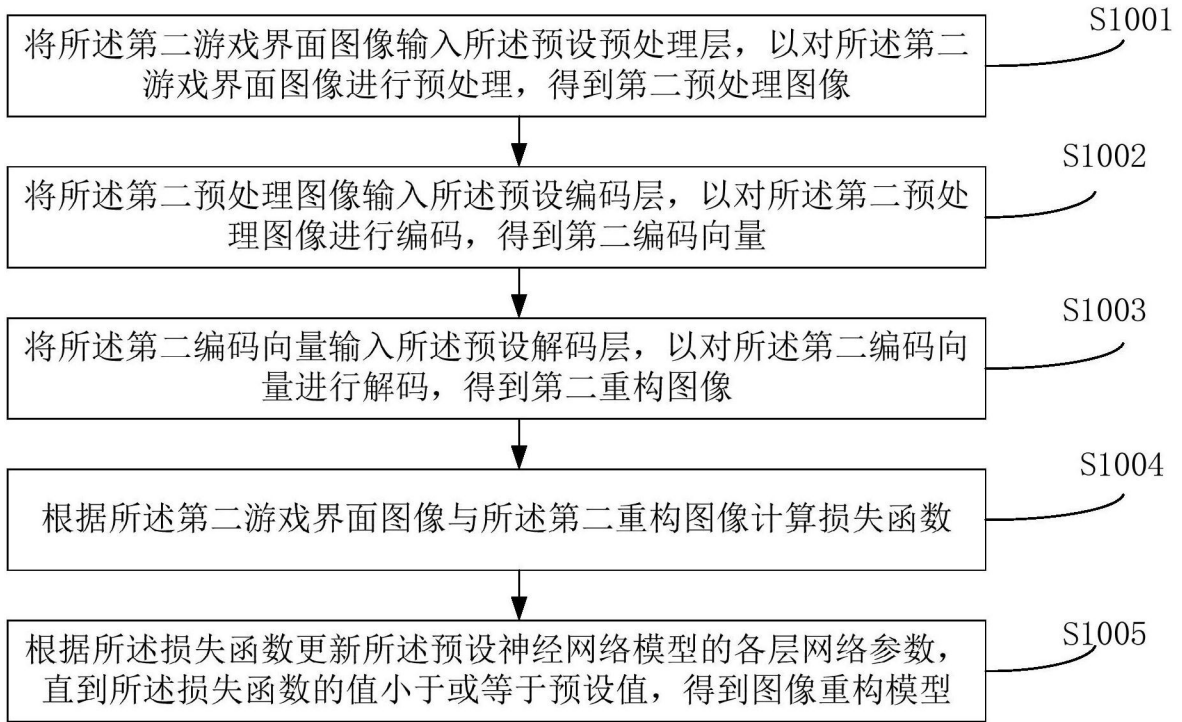 S1001
将所述第二游戏界面图像输入所述预设预处理层，以对所述第二
游戏界面图像进行预处理，得到第二预处理图像
S1002
将所述第二预处理图像输入所述预设编码层，以对所述第二预处
理图像进行编码，得到第二编码向量
S1003
将所述第二编码向量输入所述预设解码层，以对所述第二编码向
量进行解码，得到第二重构图像
S1004
根据所述第二游戏界面图像与所述第二重构图像计算损失函数
S1005
根据所述损失函数更新所述预设神经网络模型的各层网络参数，
直到所述损失函数的值小于或等于预设值，得到图像重构模型